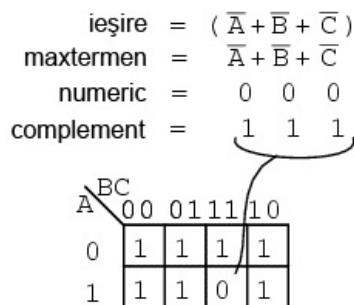 ieșire = ( A̅ + B̅ + C̅ )
maxtermen = A̅ + B̅ + C̅
numeric = 0 0 0
complement = 1 1 1
A BC 00 01 11 10
0 1 1 1 1
1 1 1 0 1